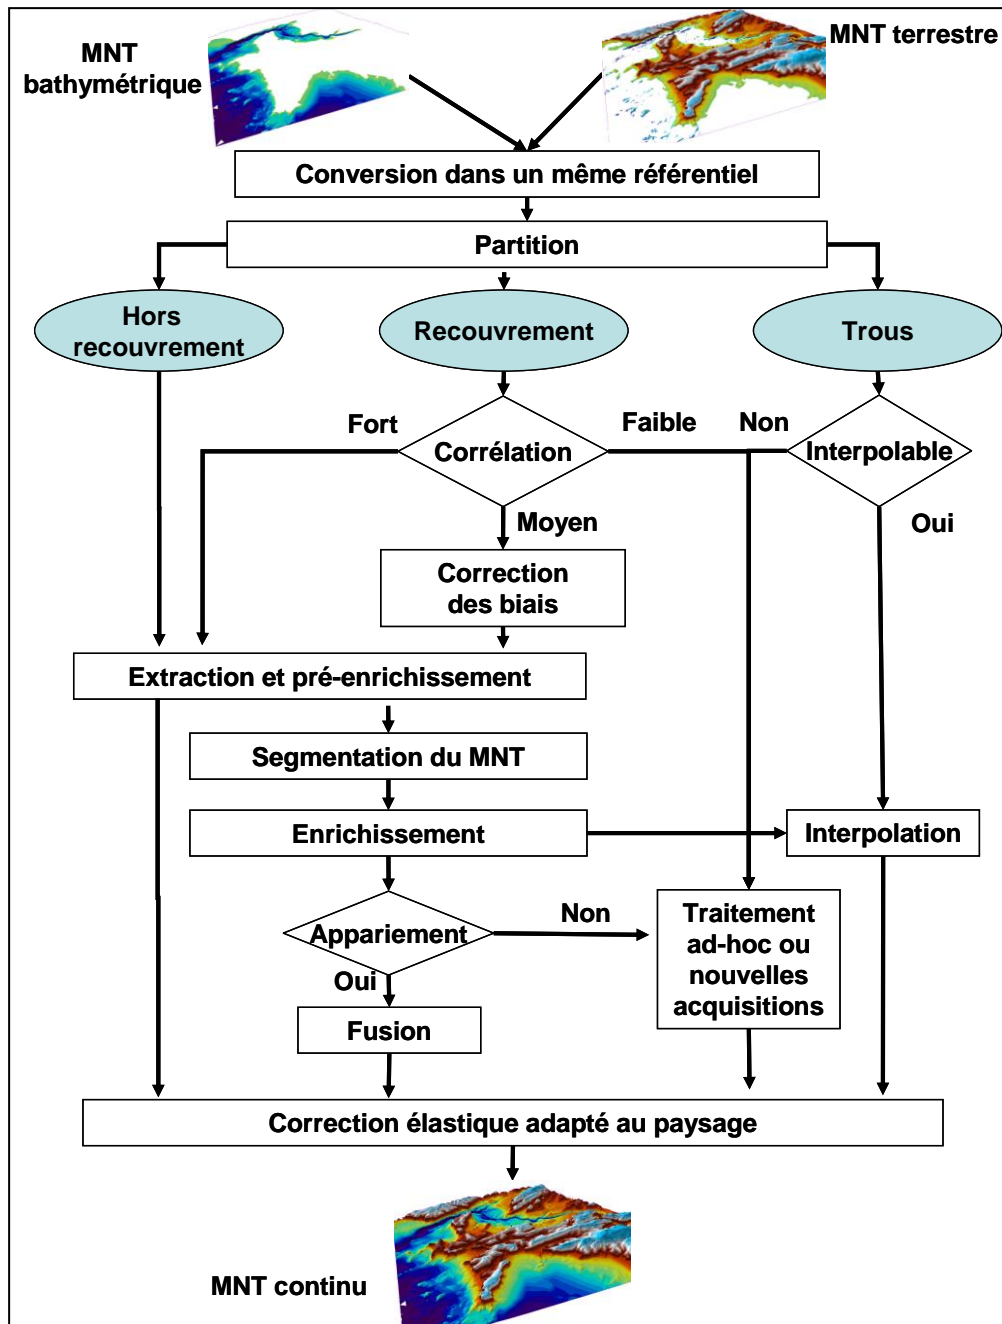 MNT
bathymétrique
MNT terrestre
Conversion dans un même référentiel
Partition
Hors
recouvrement
Recouvrement
Trous
Fort
Corrélation
Faible
Non
Interpolable
Moyen
Oui
Correction
des biais
Extraction et pré-enrichissement
Segmentation du MNT
Enrichissement
Interpolation
Appariement
Non
Traitement
ad-hoc ou
nouvelles
acquisitions
Oui
Fusion
Correction élastique adapté au paysage
MNT continu